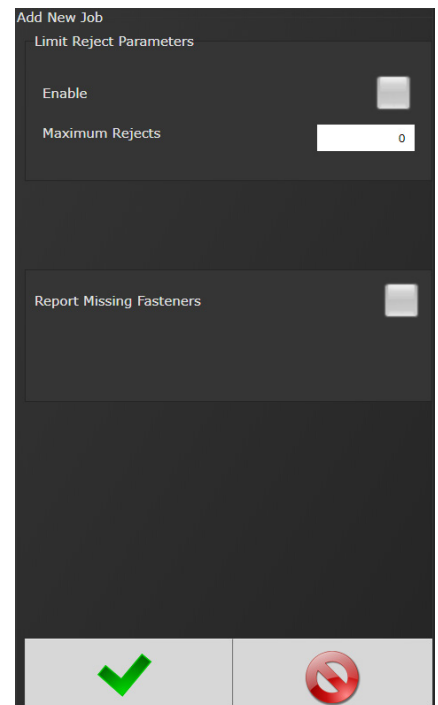 Add New Job
Limit Reject Parameters
Enable
Maximum Rejects 0
Report Missing Fasteners